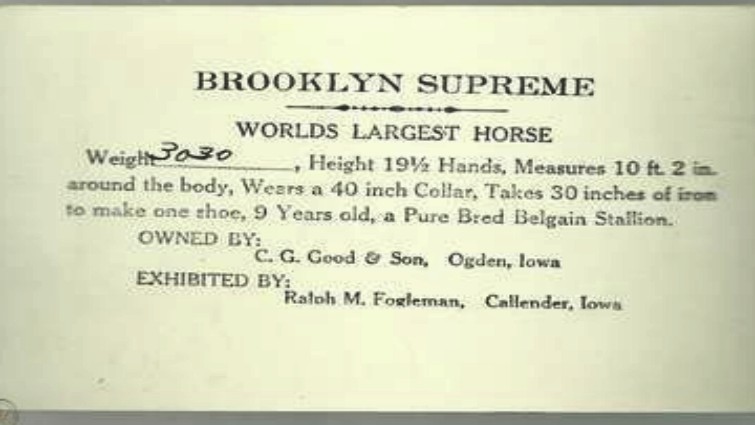 BROOKLYN SUPREME
WORLDS LARGEST HORSE
Weight 3030, Height 19½ Hands, Measures 10 ft. 2 in.
around the body, Wears a 40 inch Collar, Takes 30 inches of iron
to make one shoe, 9 Years old, a Pure Bred Belgain Stallion.
OWNED BY:
C. G. Good & Son, Ogden, Iowa
EXHIBITED BY:
Ralph M. Fogleman, Callender, Iowa